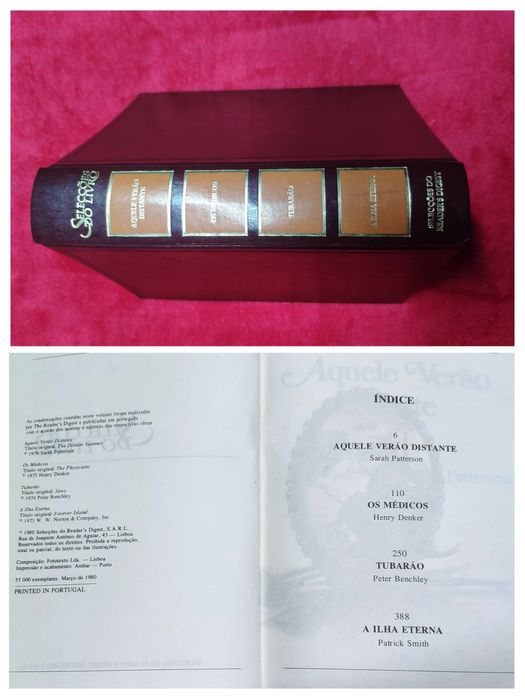 SELECÇÕES
DO LIVRO
AQUELE VERÃO
DISTANTE
OS MÉDICOS
TUBARÃO
A ILHA ETERNA
SELECÇÕES DO
READER'S DIGEST
As condensações contidas neste volume foram realizadas
por The Reader's Digest e publicadas em português
com o acordo dos autores e editores das respectivas obras
Aquele Verão Distante
Título original: The Distant Summer
© 1976 Sarah Patterson
Os Médicos
Título original: The Physicians
© 1975 Henry Denker
Tubarão
Título original: Jaws
© 1974 Peter Benchley
A Ilha Eterna
Título original: Forever Island
© 1973 W. W. Norton & Company, Inc.
© 1980 Selecções do Reader's Digest, S.A.R.L.
Rua de Joaquim António de Aguiar, 43 — Lisboa
Reservados todos os direitos. Proibida a reprodução,
total ou parcial, do texto ou das ilustrações.
Composição: Fototexto Lda. — Lisboa
Impressão e acabamento: Ambar — Porto
55 000 exemplares: Março de 1980
PRINTED IN PORTUGAL
Aquele Verão
Patterson
ÍNDICE
6
AQUELE VERÃO DISTANTE
Sarah Patterson
110
OS MÉDICOS
Henry Denker
250
TUBARÃO
Peter Benchley
388
A ILHA ETERNA
Patrick Smith